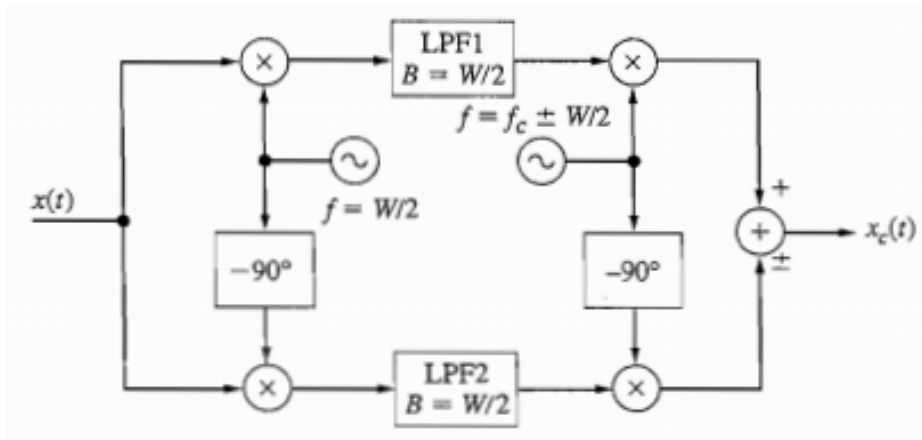 LPF1
B = W/2
×
×
f = f_c ± W/2
~
~
x(t)
f = W/2
+
+
x_c(t)
±
−90°
−90°
LPF2
B = W/2
×
×